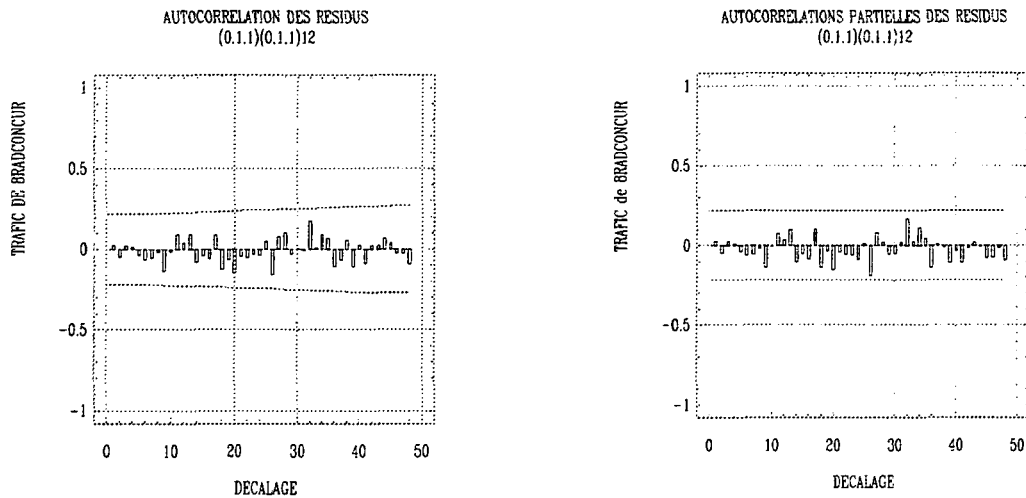 AUTOCORRELATION DES RESIDUS
(0.1.1)(0.1.1)12
TRAFIC DE BRADCONCUR
1
0.5
0
-0.5
-1
0 10 20 30 40 50
DECALAGE
AUTOCORRELATIONS PARTIELLES DES RESIDUS
(0.1.1)(0.1.1)12
TRAFIC de BRADCONCUR
1
0.5
0
-0.5
-1
0 10 20 30 40 50
DECALAGE